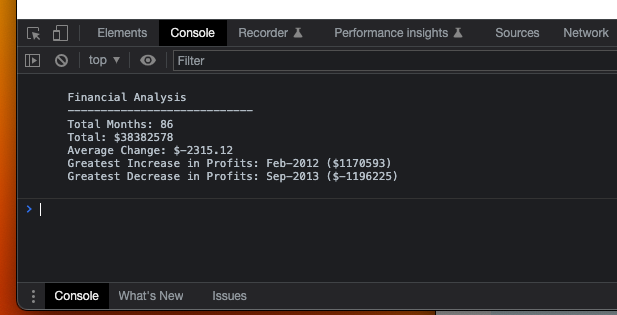 Elements Console Recorder Performance insights Sources Network
top ▼ Filter
Financial Analysis
----------------------------
Total Months: 86
Total: $38382578
Average Change: $-2315.12
Greatest Increase in Profits: Feb-2012 ($1170593)
Greatest Decrease in Profits: Sep-2013 ($-1196225)
>
Console What's New Issues